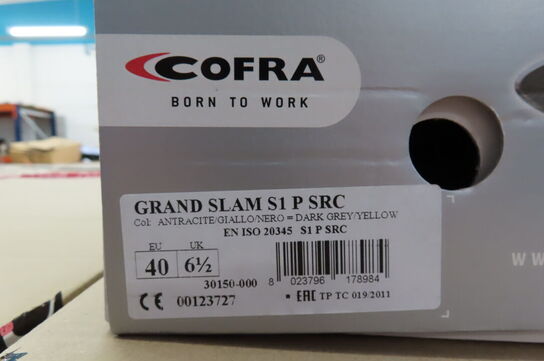 COFRA®
BORN TO WORK
GRAND SLAM S1 P SRC
Col: ANTRACITE/GIALLO/NERO = DARK GREY/YELLOW
EN ISO 20345 S1 P SRC
EU UK
40 6½
30150-000
8 023796 178984
CE 00123727
* EAC TP TC 019/2011
W W